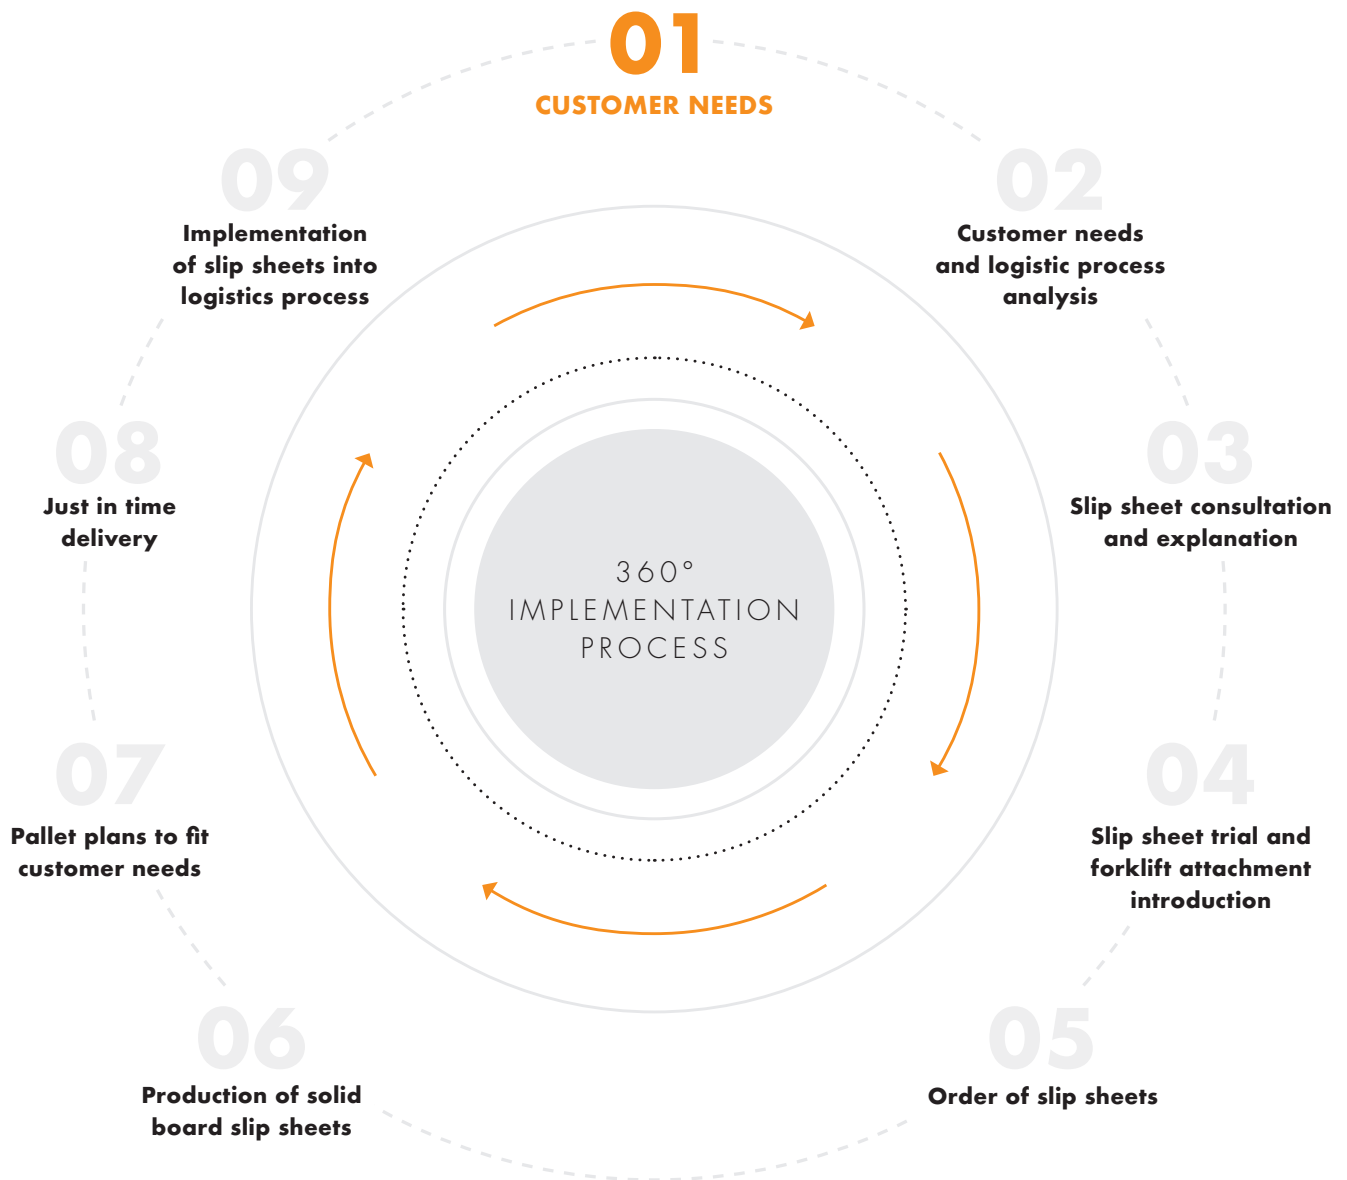 01
CUSTOMER NEEDS
02
Customer needs
and logistic process
analysis
03
Slip sheet consultation
and explanation
04
Slip sheet trial and
forklift attachment
introduction
05
Order of slip sheets
06
Production of solid
board slip sheets
07
Pallet plans to fit
customer needs
08
Just in time
delivery
09
Implementation
of slip sheets into
logistics process
360°
IMPLEMENTATION
PROCESS